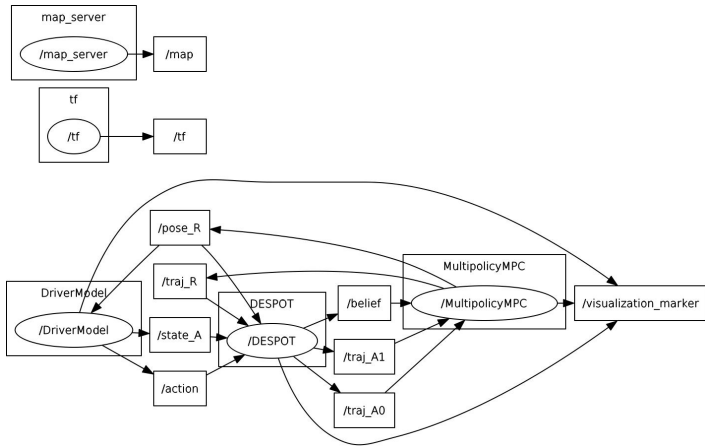 map_server
/map_server
/map
tf
/tf
/tf
/pose_R
MultipolicyMPC
/traj_R
DriverModel
DESPOT
/belief
/MultipolicyMPC
/visualization_marker
/DriverModel
/state_A
/DESPOT
/traj_A1
/action
/traj_A0